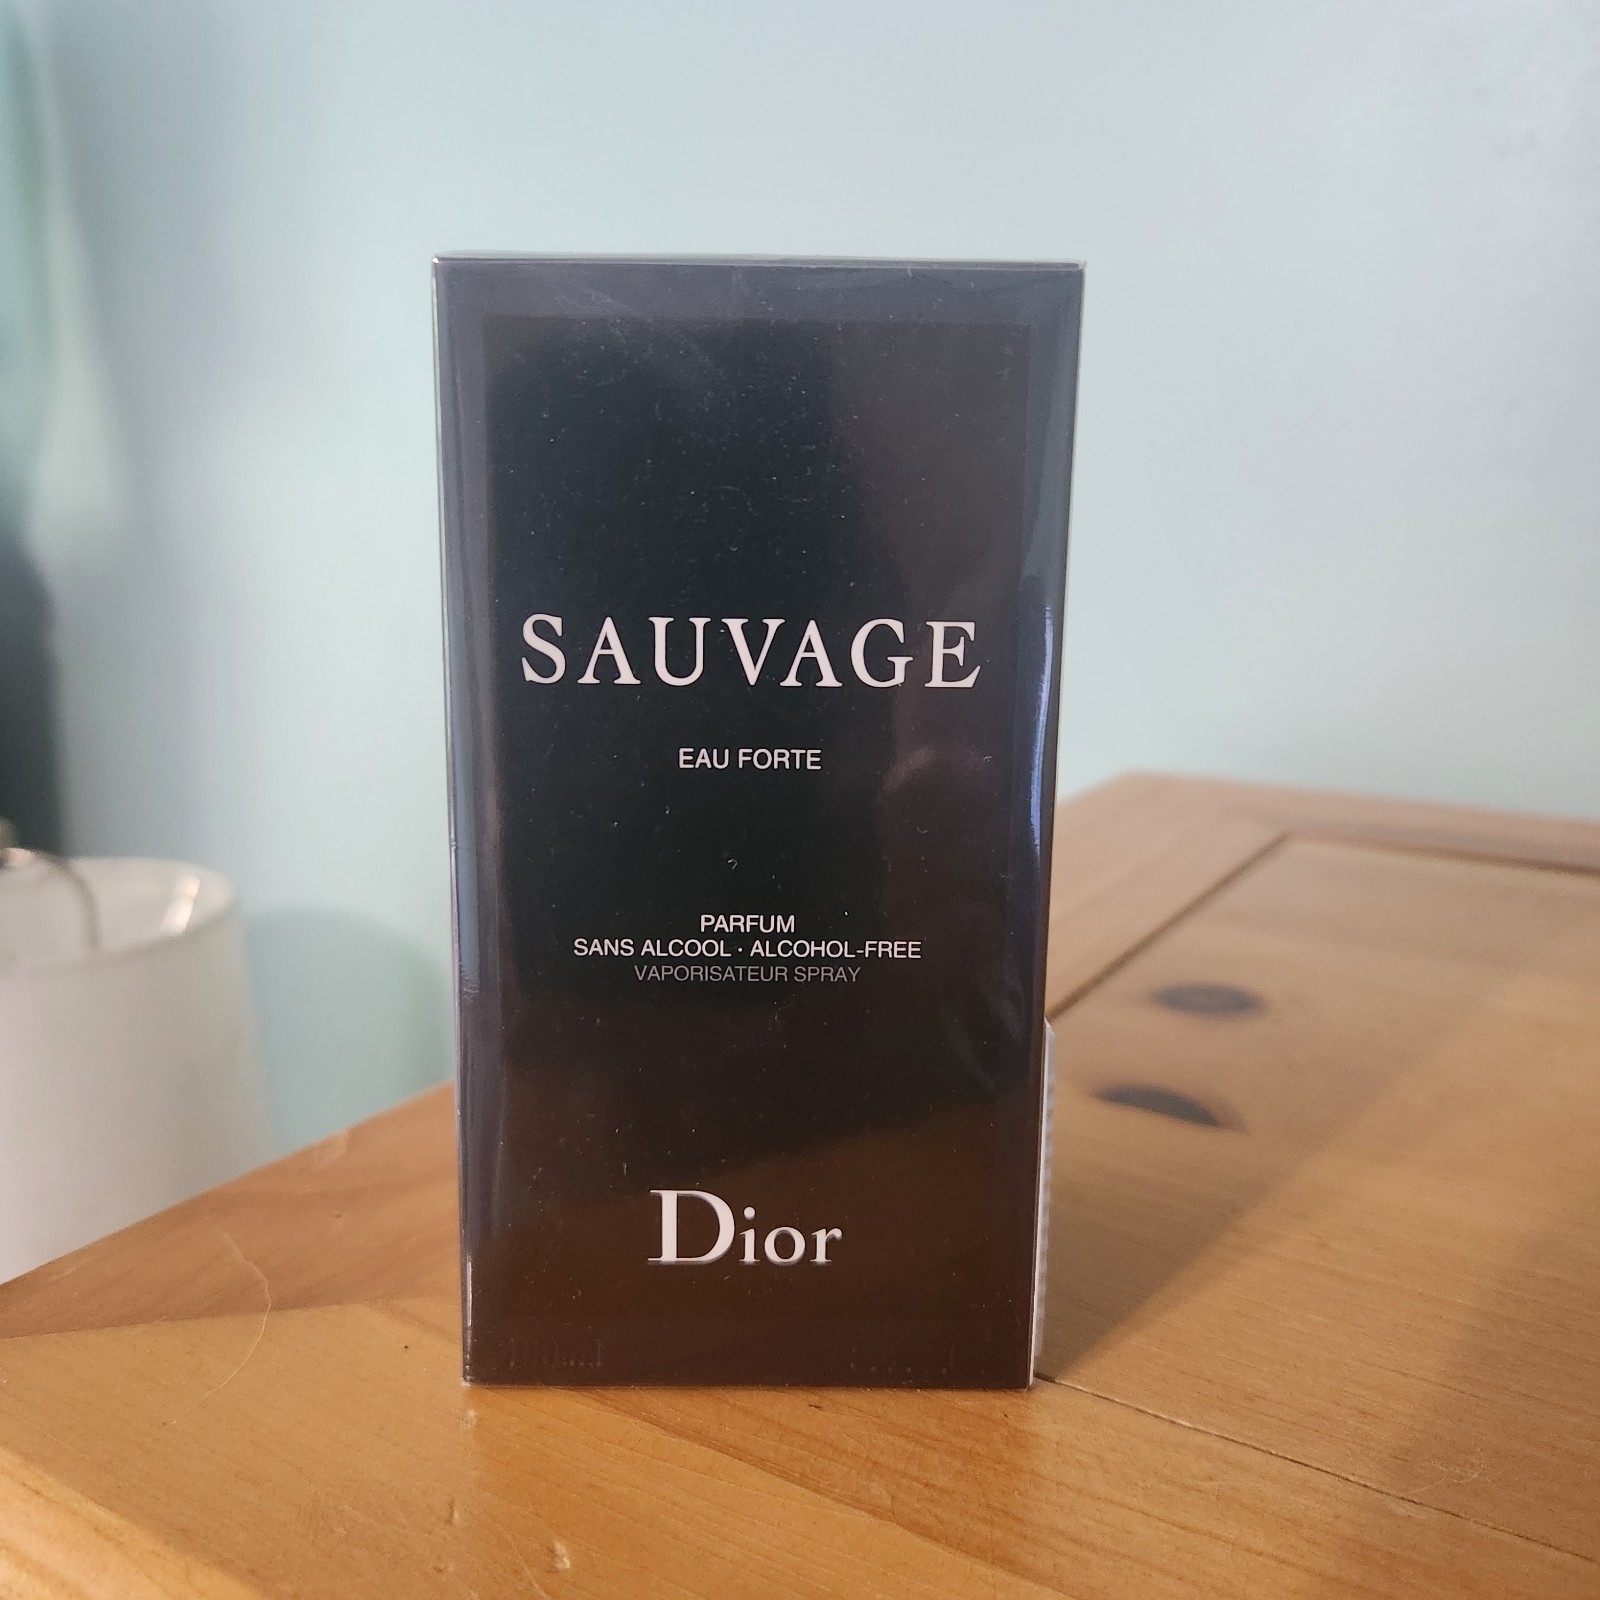 SAUVAGE
EAU FORTE
PARFUM
SANS ALCOOL · ALCOHOL-FREE
VAPORISATEUR SPRAY
Dior